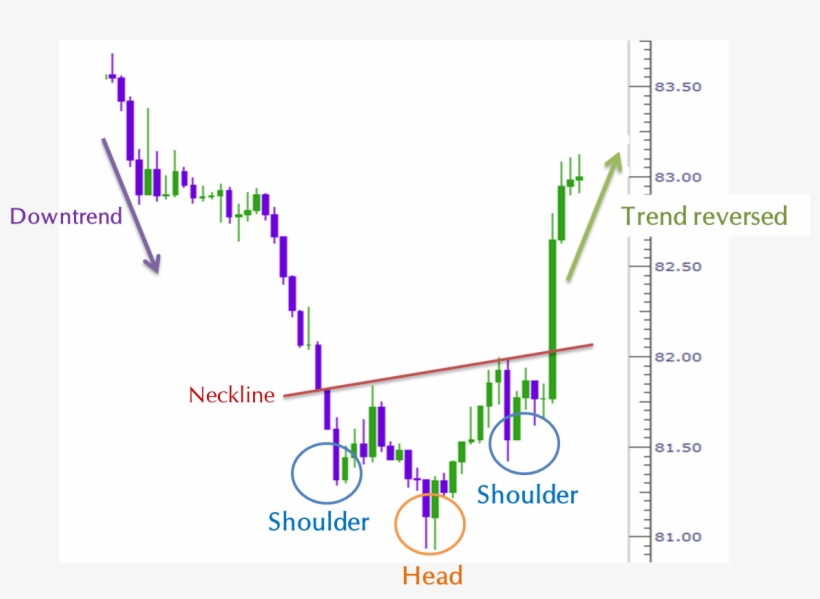 83.50
83.00
Downtrend
Trend reversed
82.50
82.00
Neckline
81.50
Shoulder
Shoulder
81.00
Head